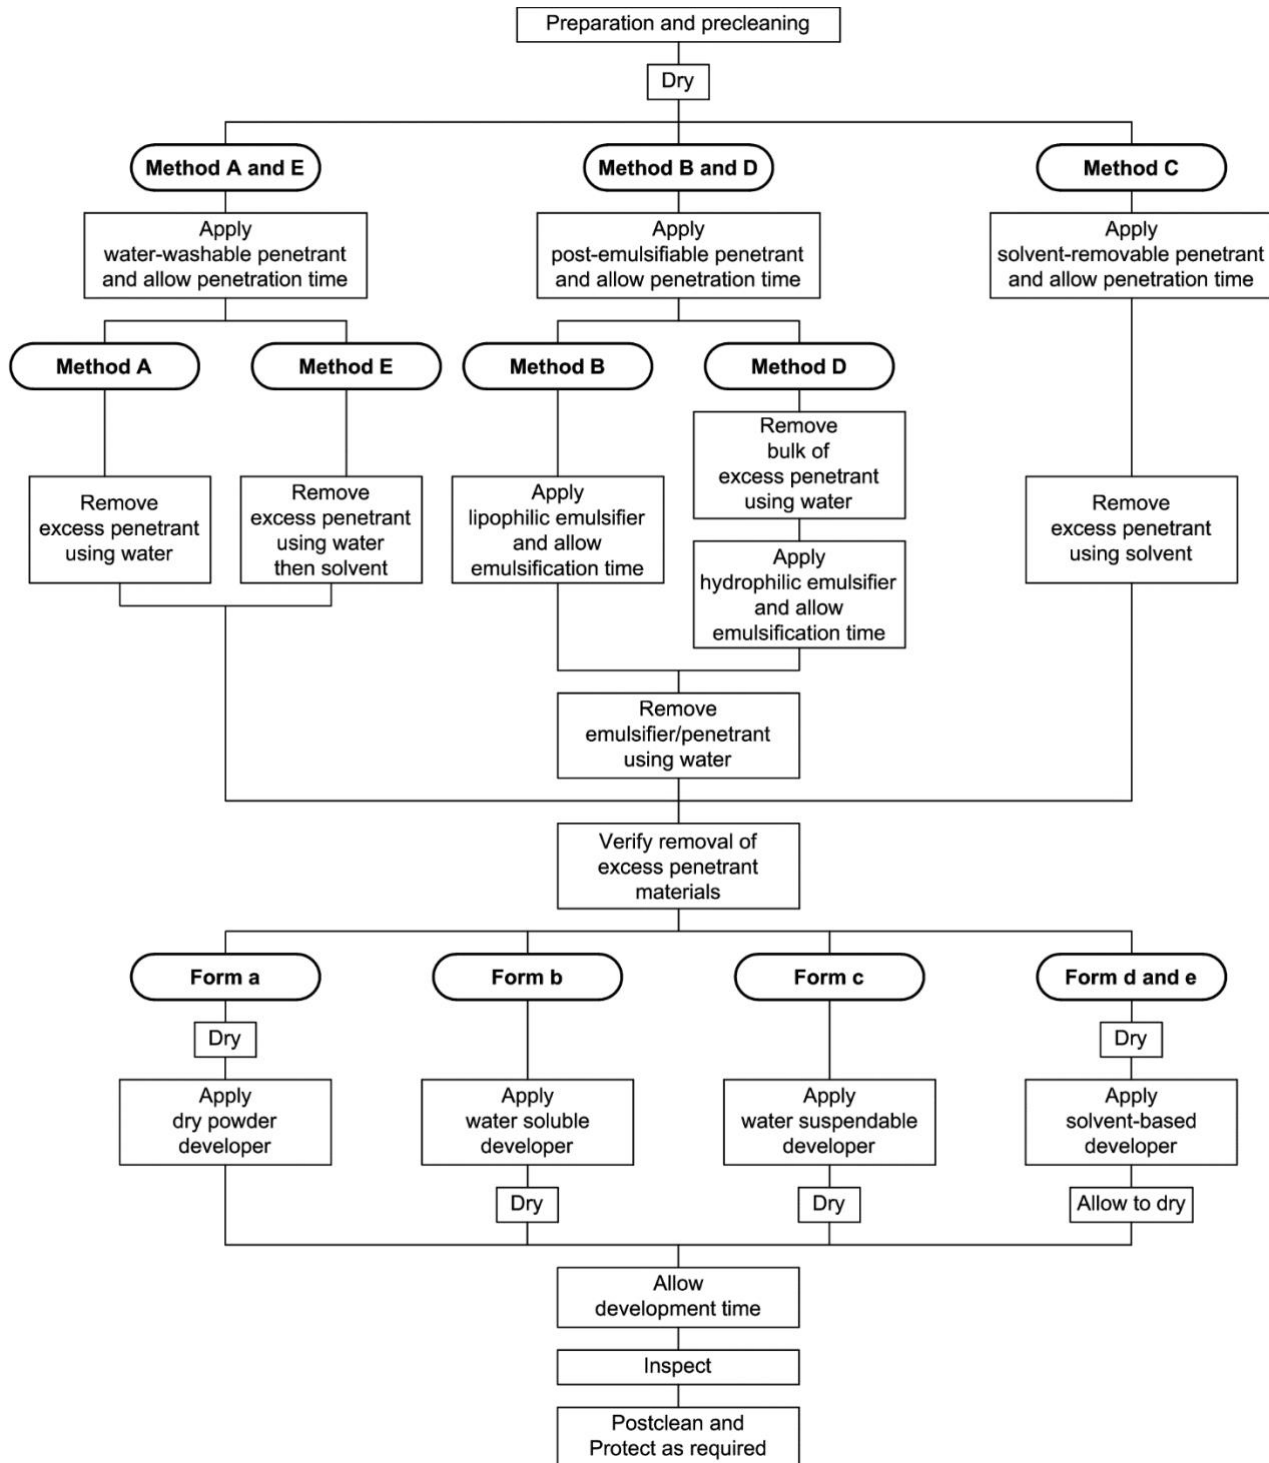 Preparation and precleaning
Dry
Method A and E
Method B and D
Method C
Apply
water-washable penetrant
and allow penetration time
Apply
post-emulsifiable penetrant
and allow penetration time
Apply
solvent-removable penetrant
and allow penetration time
Method A
Method E
Method B
Method D
Remove
bulk of
excess penetrant
using water
Remove
excess penetrant
using water
Remove
excess penetrant
using water
then solvent
Apply
lipophilic emulsifier
and allow
emulsification time
Apply
hydrophilic emulsifier
and allow
emulsification time
Remove
excess penetrant
using solvent
Remove
emulsifier/penetrant
using water
Verify removal of
excess penetrant
materials
Form a
Form b
Form c
Form d and e
Dry
Dry
Apply
dry powder
developer
Apply
water soluble
developer
Apply
water suspendable
developer
Apply
solvent-based
developer
Dry
Dry
Allow to dry
Allow
development time
Inspect
Postclean and
Protect as required